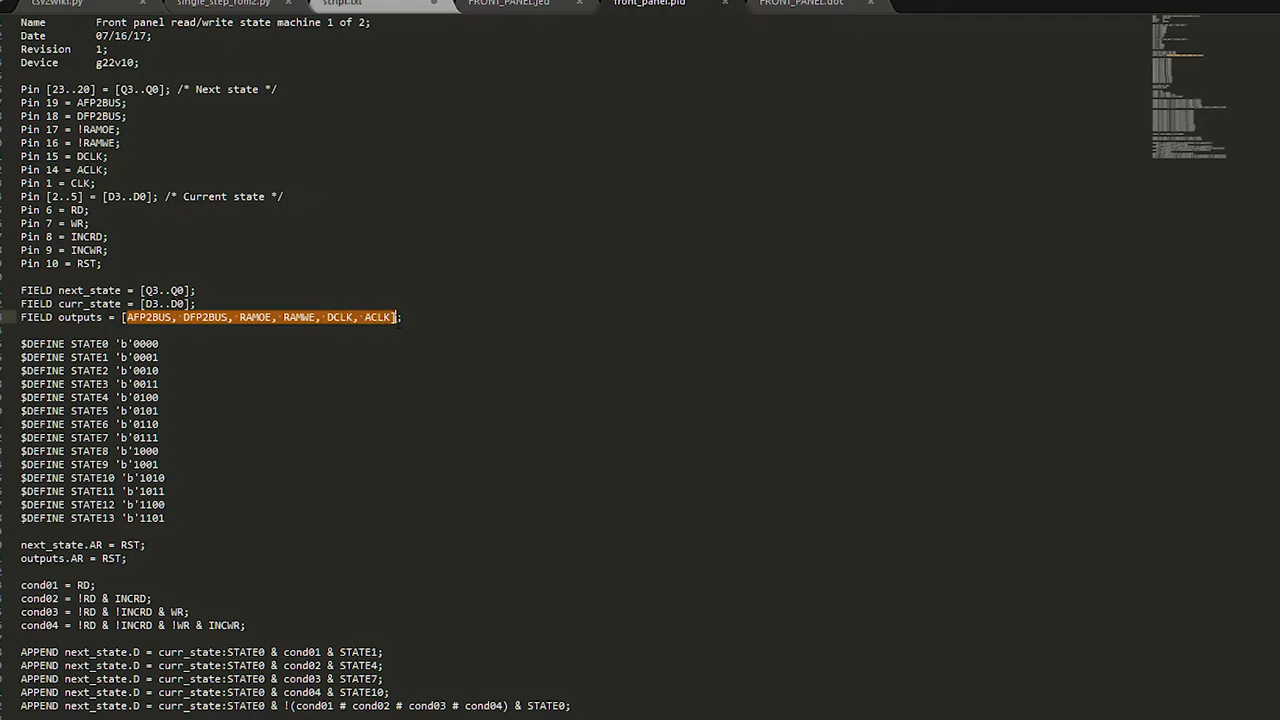 csv2wiki.py single_step_rom2.py script.txt FRONT_PANEL.jed front_panel.pld FRONT_PANEL.doc
Name Front panel read/write state machine 1 of 2;
Date 07/16/17;
Revision 1;
Device g22v10;
Pin [23..20] = [Q3..Q0]; /* Next state */
Pin 19 = AFP2BUS;
Pin 18 = DFP2BUS;
Pin 17 = !RAMOE;
Pin 16 = !RAMWE;
Pin 15 = DCLK;
Pin 14 = ACLK;
Pin 1 = CLK;
Pin [2..5] = [D3..D0]; /* Current state */
Pin 6 = RD;
Pin 7 = WR;
Pin 8 = INCRD;
Pin 9 = INCWR;
Pin 10 = RST;
FIELD next_state = [Q3..Q0];
FIELD curr_state = [D3..D0];
FIELD outputs = [AFP2BUS, DFP2BUS, RAMOE, RAMWE, DCLK, ACLK];
$DEFINE STATE0 'b'0000
$DEFINE STATE1 'b'0001
$DEFINE STATE2 'b'0010
$DEFINE STATE3 'b'0011
$DEFINE STATE4 'b'0100
$DEFINE STATE5 'b'0101
$DEFINE STATE6 'b'0110
$DEFINE STATE7 'b'0111
$DEFINE STATE8 'b'1000
$DEFINE STATE9 'b'1001
$DEFINE STATE10 'b'1010
$DEFINE STATE11 'b'1011
$DEFINE STATE12 'b'1100
$DEFINE STATE13 'b'1101
next_state.AR = RST;
outputs.AR = RST;
cond01 = RD;
cond02 = !RD & INCRD;
cond03 = !RD & !INCRD & WR;
cond04 = !RD & !INCRD & !WR & INCWR;
APPEND next_state.D = curr_state:STATE0 & cond01 & STATE1;
APPEND next_state.D = curr_state:STATE0 & cond02 & STATE4;
APPEND next_state.D = curr_state:STATE0 & cond03 & STATE7;
APPEND next_state.D = curr_state:STATE0 & cond04 & STATE10;
APPEND next_state.D = curr_state:STATE0 & !(cond01 # cond02 # cond03 # cond04) & STATE0;